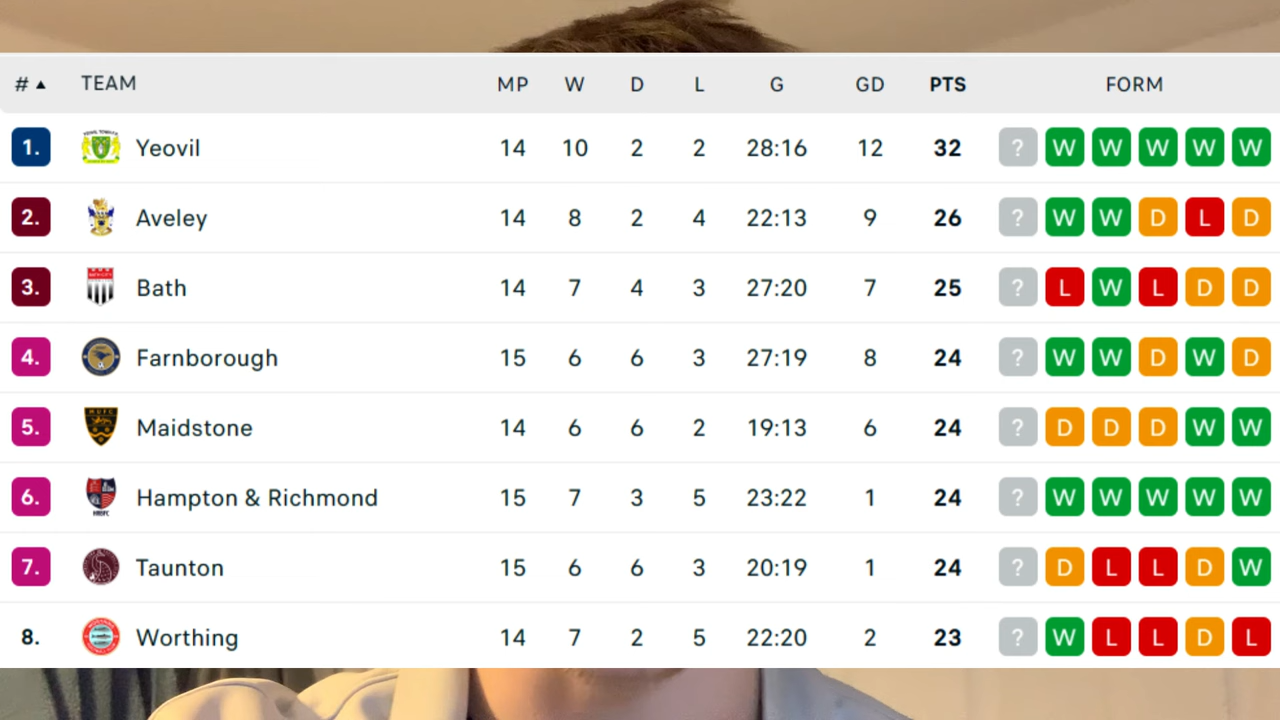 # ▲ TEAM MP W D L G GD PTS FORM
1. Yeovil 14 10 2 2 28:16 12 32 ? W W W W W
2. Aveley 14 8 2 4 22:13 9 26 ? W W D L D
3. Bath 14 7 4 3 27:20 7 25 ? L W L D D
4. Farnborough 15 6 6 3 27:19 8 24 ? W W D W D
5. Maidstone 14 6 6 2 19:13 6 24 ? D D D W W
6. Hampton & Richmond 15 7 3 5 23:22 1 24 ? W W W W W
7. Taunton 15 6 6 3 20:19 1 24 ? D L L D W
8. Worthing 14 7 2 5 22:20 2 23 ? W L L D L